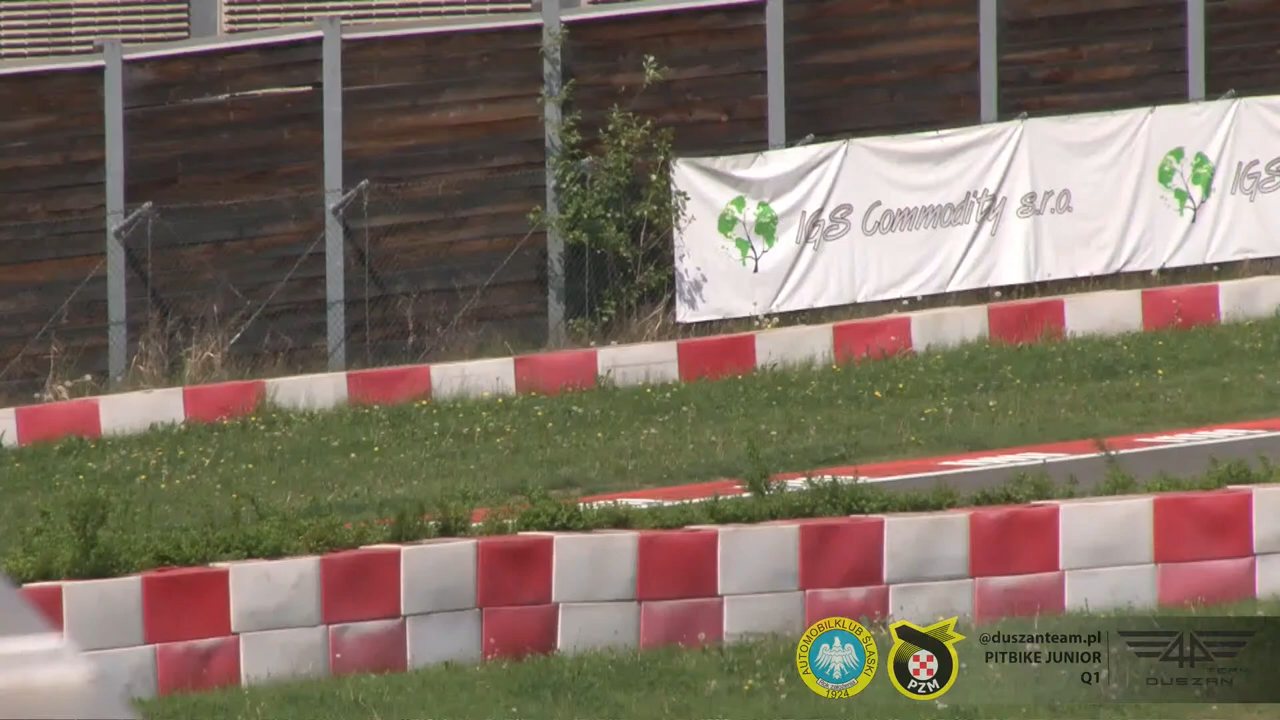 IGS Commodity s.r.o.
IGS
AUTOMOBILKLUB ŚLĄSKI
1924
PZM
@duszanteam.pl
PITBIKE JUNIOR
Q1
DUSZAN